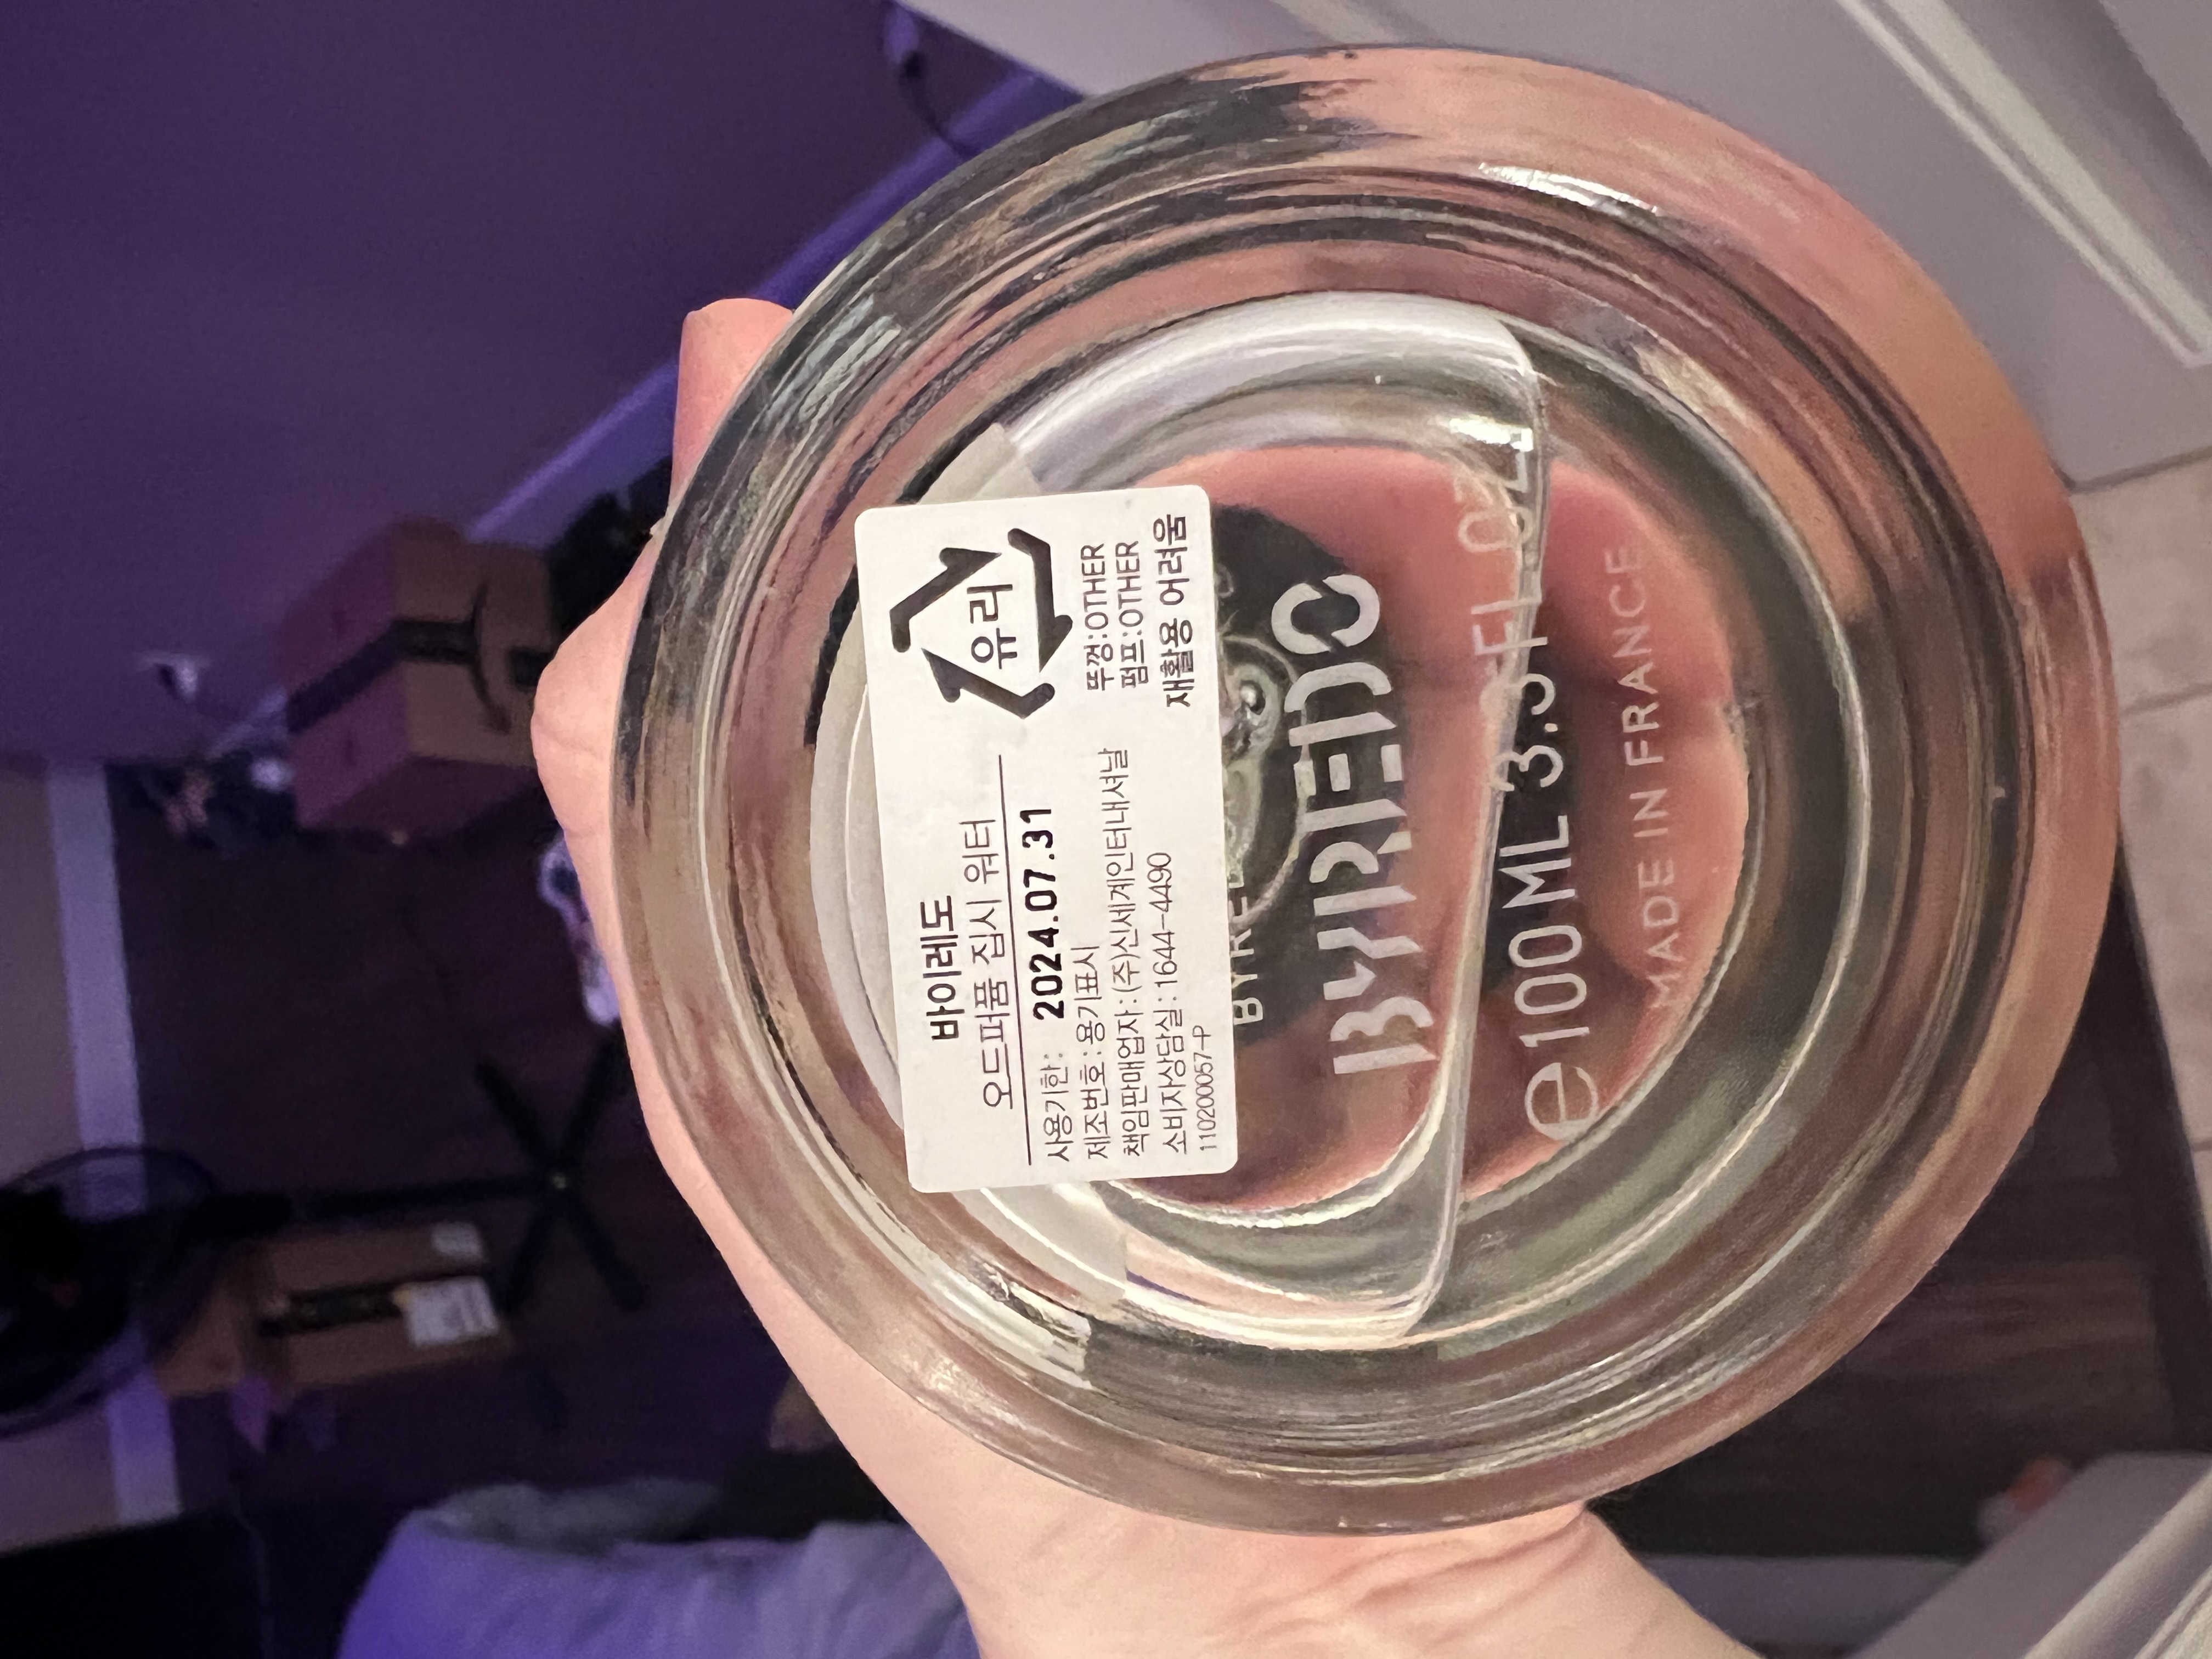 바이레도
오드퍼퓸 집시 워터
사용기한: 2024.07.31
제조번호:용기표시
책임판매업자:(주)신세계인터내셔날
소비자상담실:1644-4490
110200057-P
유리
뚜껑:OTHER
펌프:OTHER
재활용 어려움
BYREDO
e 100ML 3.3 FL.OZ
MADE IN FRANCE